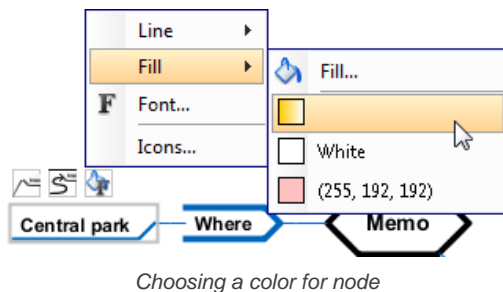 Line
Fill
F Font...
Icons...
Fill...
White
(255, 192, 192)
Central park
Where
Memo
Choosing a color for node